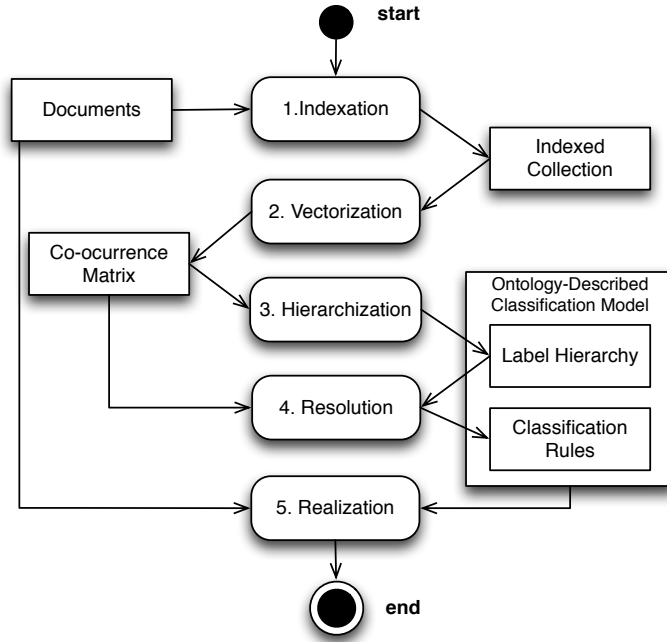 start
Documents
1.Indexation
Indexed
Collection
2. Vectorization
Co-ocurrence
Matrix
3. Hierarchization
Ontology-Described
Classification Model
Label Hierarchy
4. Resolution
Classification
Rules
5. Realization
end